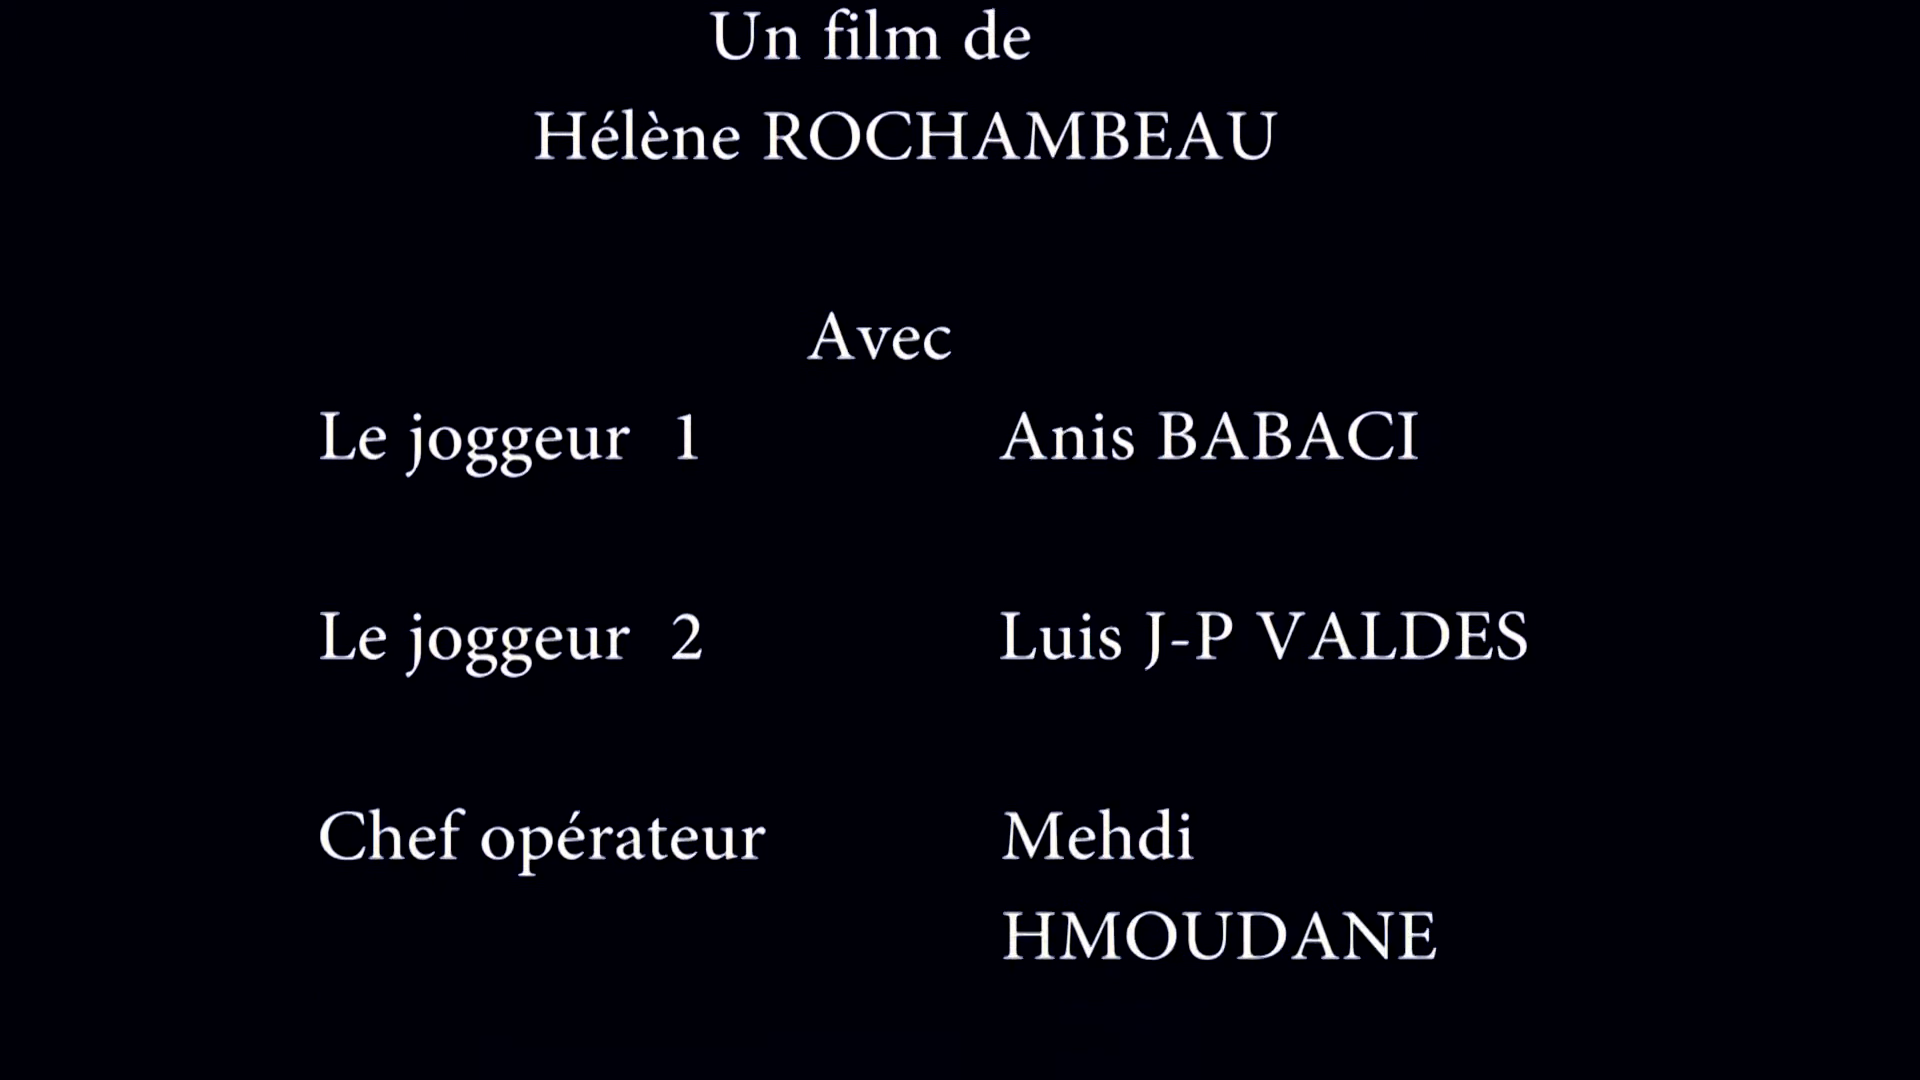 Un film de
Hélène ROCHAMBEAU
Avec
Le joggeur 1 Anis BABACI
Le joggeur 2 Luis J-P VALDES
Chef opérateur Mehdi
HMOUDANE